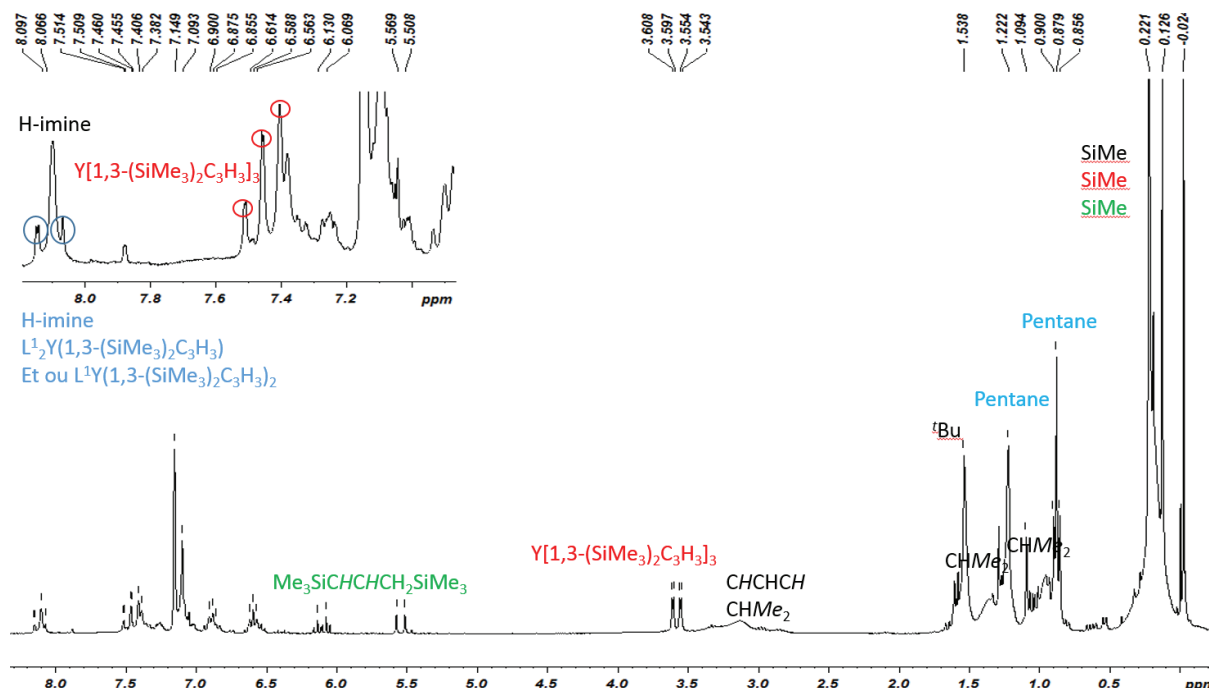 8.097 8.066 7.514 7.509 7.460 7.455 7.406 7.382 7.149 7.093 6.900 6.875 6.855 6.614 6.588 6.563 6.130 6.069 5.569 5.508 3.608 3.597 3.554 3.543 1.538 1.222 1.094 0.900 0.879 0.856 0.221 0.126 -0.024
H-imine
Y[1,3-(SiMe₃)₂C₃H₃]₃
8.0 7.8 7.6 7.4 7.2 ppm
H-imine
L¹₂Y(1,3-(SiMe₃)₂C₃H₃)
Et ou L¹Y(1,3-(SiMe₃)₂C₃H₃)₂
SiMe
SiMe
SiMe
Pentane
Pentane
ᵗBu
CHMe₂
CHMe₂
Y[1,3-(SiMe₃)₂C₃H₃]₃
Me₃SiCHCHCH₂SiMe₃
CHCHCH
CHMe₂
8.0 7.5 7.0 6.5 6.0 5.5 5.0 4.5 4.0 3.5 3.0 2.5 2.0 1.5 1.0 0.5 ppm